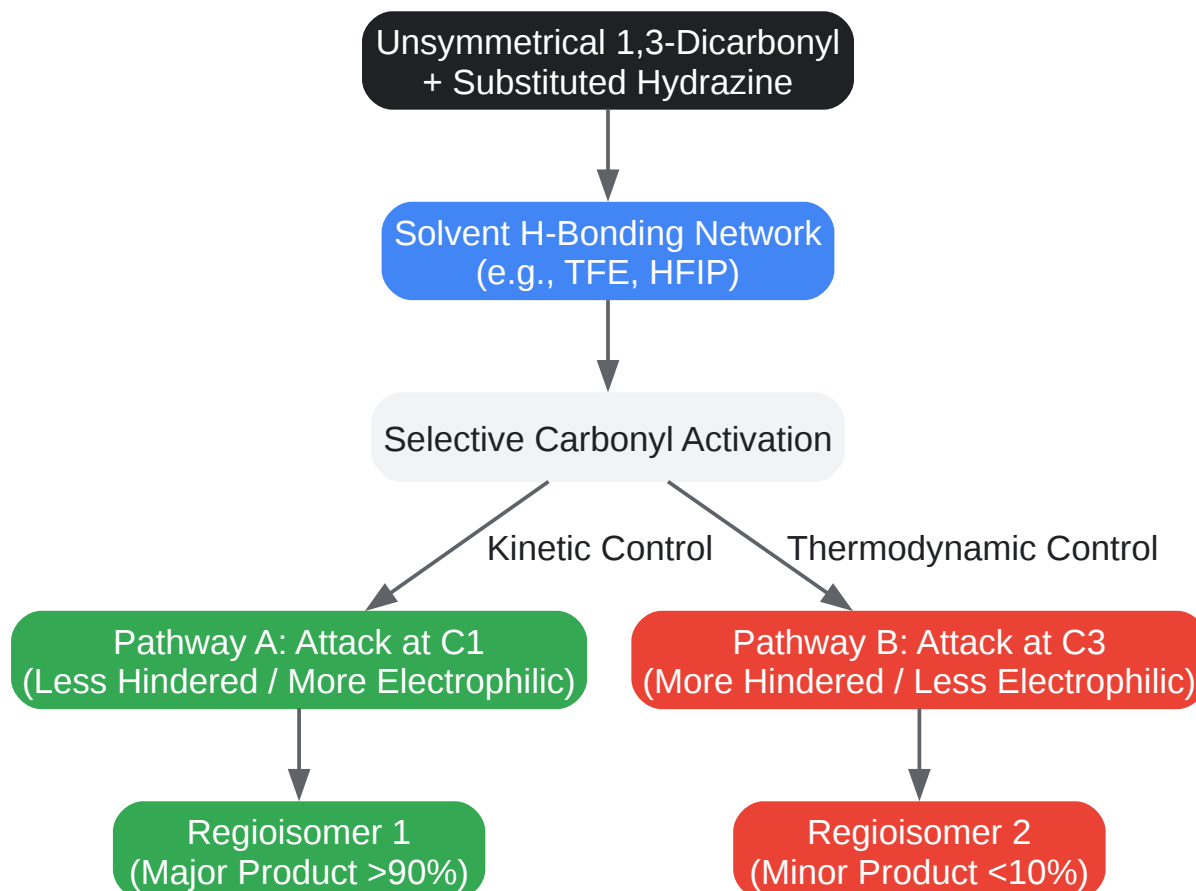 Unsymmetrical 1,3-Dicarbonyl
+ Substituted Hydrazine
Solvent H-Bonding Network
(e.g., TFE, HFIP)
Selective Carbonyl Activation
Kinetic Control
Thermodynamic Control
Pathway A: Attack at C1
(Less Hindered / More Electrophilic)
Pathway B: Attack at C3
(More Hindered / Less Electrophilic)
Regioisomer 1
(Major Product >90%)
Regioisomer 2
(Minor Product <10%)